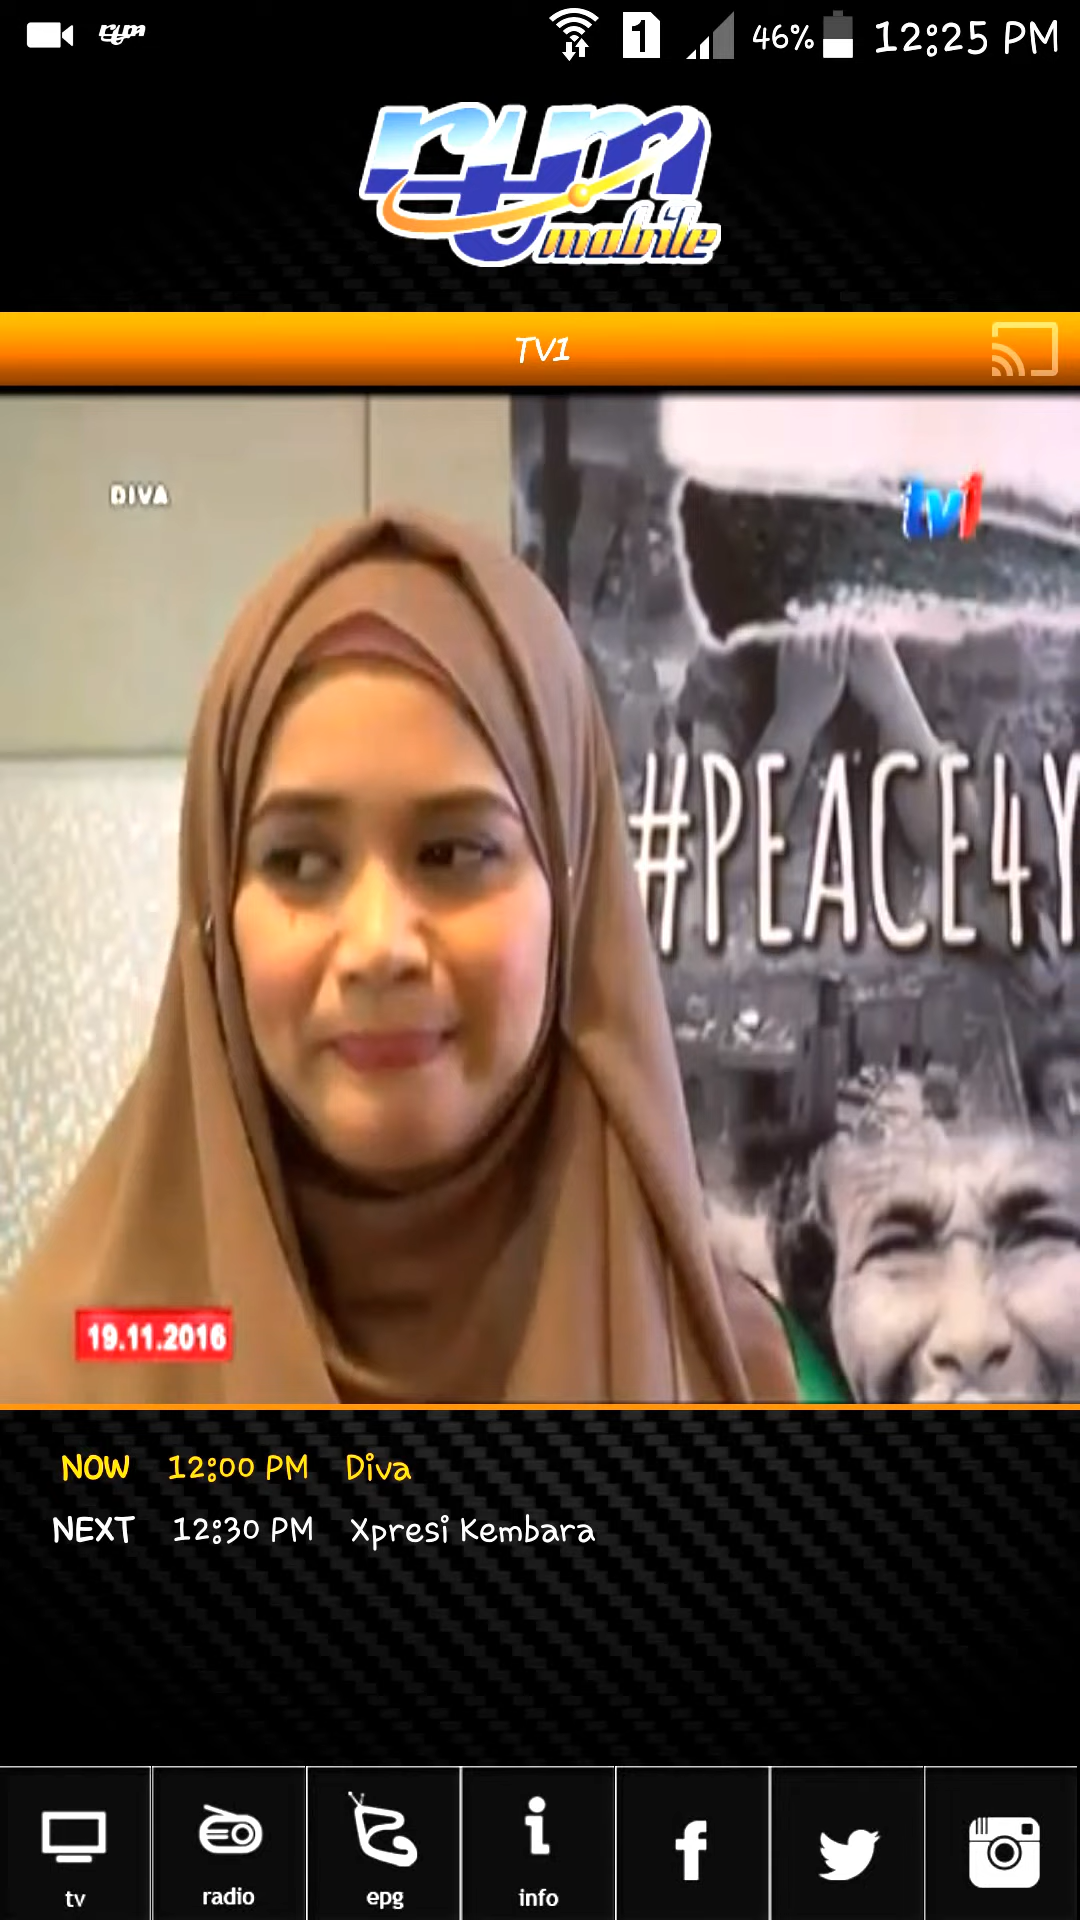 1 46% 12:25 PM
rtm
mobile
TV1
DIVA
tv1
#PEACE4Y
19.11.2016
NOW 12:00 PM Diva
NEXT 12:30 PM Xpresi Kembara
tv radio epg info